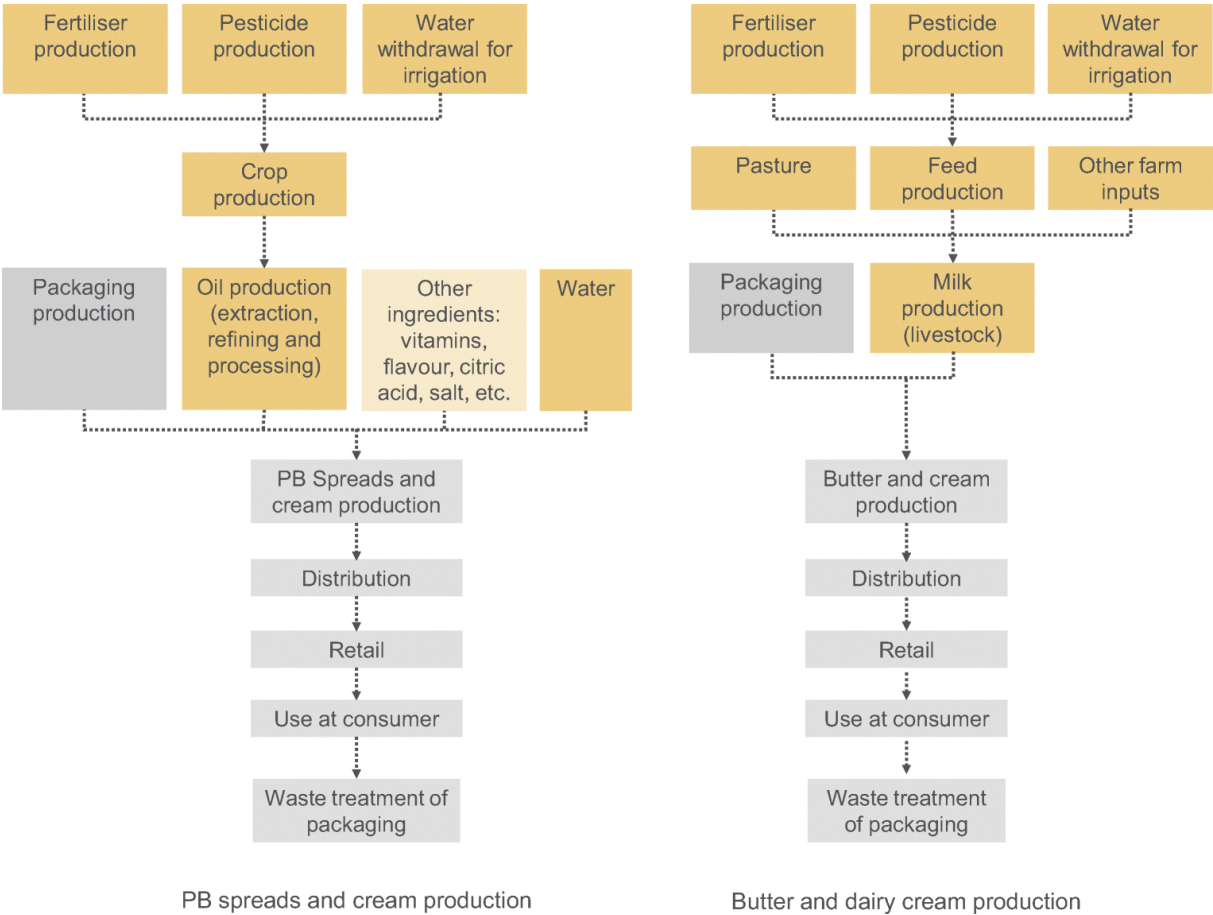 Fertiliser
production
Pesticide
production
Water
withdrawal for
irrigation
Crop
production
Packaging
production
Oil production
(extraction,
refining and
processing)
Other
ingredients:
vitamins,
flavour, citric
acid, salt, etc.
Water
PB Spreads and
cream production
Distribution
Retail
Use at consumer
Waste treatment of
packaging
PB spreads and cream production
Fertiliser
production
Pesticide
production
Water
withdrawal for
irrigation
Pasture
Feed
production
Other farm
inputs
Packaging
production
Milk
production
(livestock)
Butter and cream
production
Distribution
Retail
Use at consumer
Waste treatment
of packaging
Butter and dairy cream production